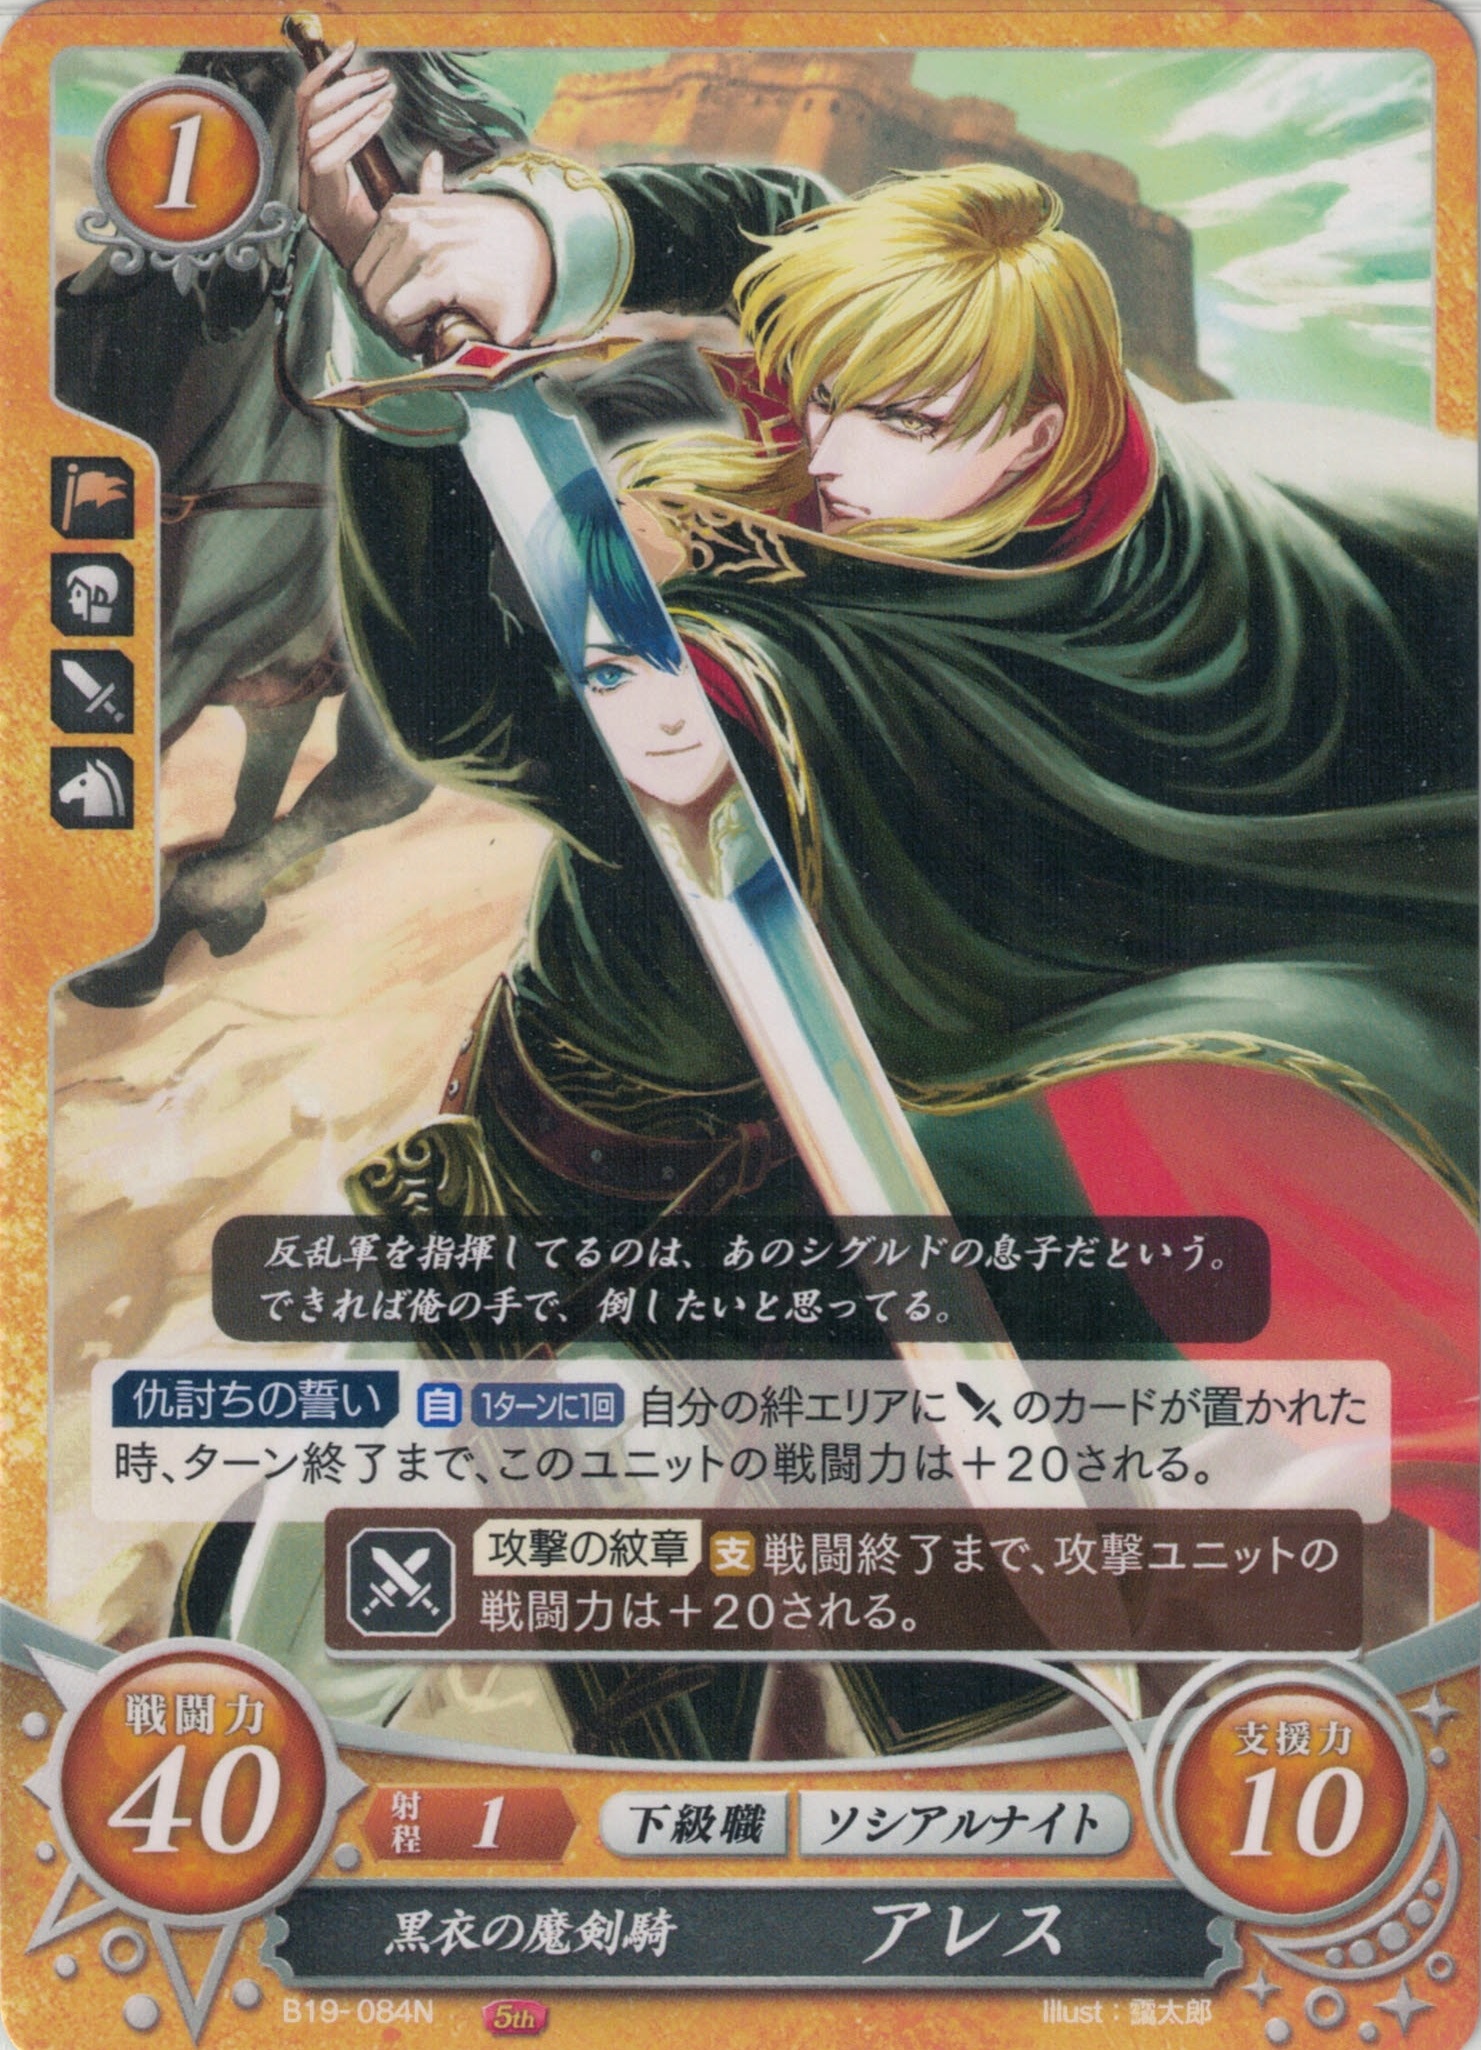 1
反乱軍を指揮してるのは、あのシグルドの息子だという。
できれば俺の手で、倒したいと思ってる。
仇討ちの誓い 自 1ターンに1回 自分の絆エリアにのカードが置かれた
時、ターン終了まで、このユニットの戦闘力は＋20される。
攻撃の紋章 支 戦闘終了まで、攻撃ユニットの
戦闘力は＋20される。
戦闘力
40
射程 1
下級職
ソシアルナイト
支援力
10
黒衣の魔剣騎 アレス
B19-084N
5th
Illust：靄太郎